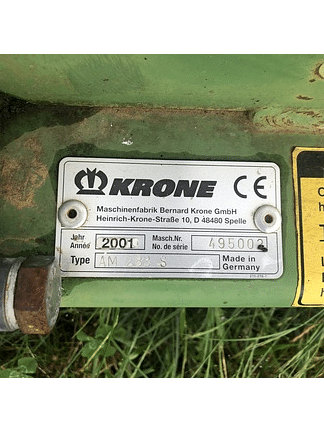 KRONE CE
Maschinenfabrik Bernard Krone GmbH
Heinrich-Krone-Straße 10, D 48480 Spelle
Jahr Année 2001 Masch.Nr. No. de série 495002
Type AM S Made in Germany